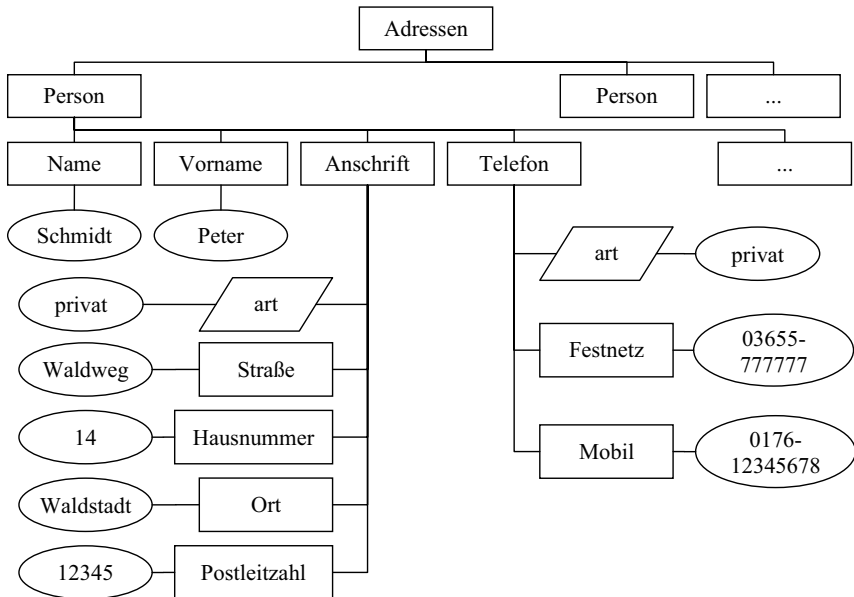 Adressen
Person
Person
...
Name
Vorname
Anschrift
Telefon
...
Schmidt
Peter
art
privat
privat
art
Waldweg
Straße
Festnetz
03655-
777777
14
Hausnummer
Mobil
0176-
12345678
Waldstadt
Ort
12345
Postleitzahl